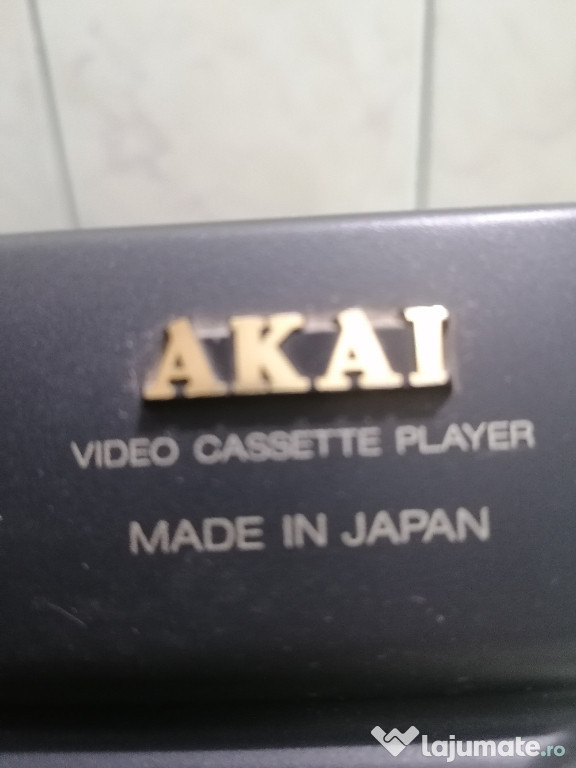 AKAI
VIDEO CASSETTE PLAYER
MADE IN JAPAN
lajumate.ro